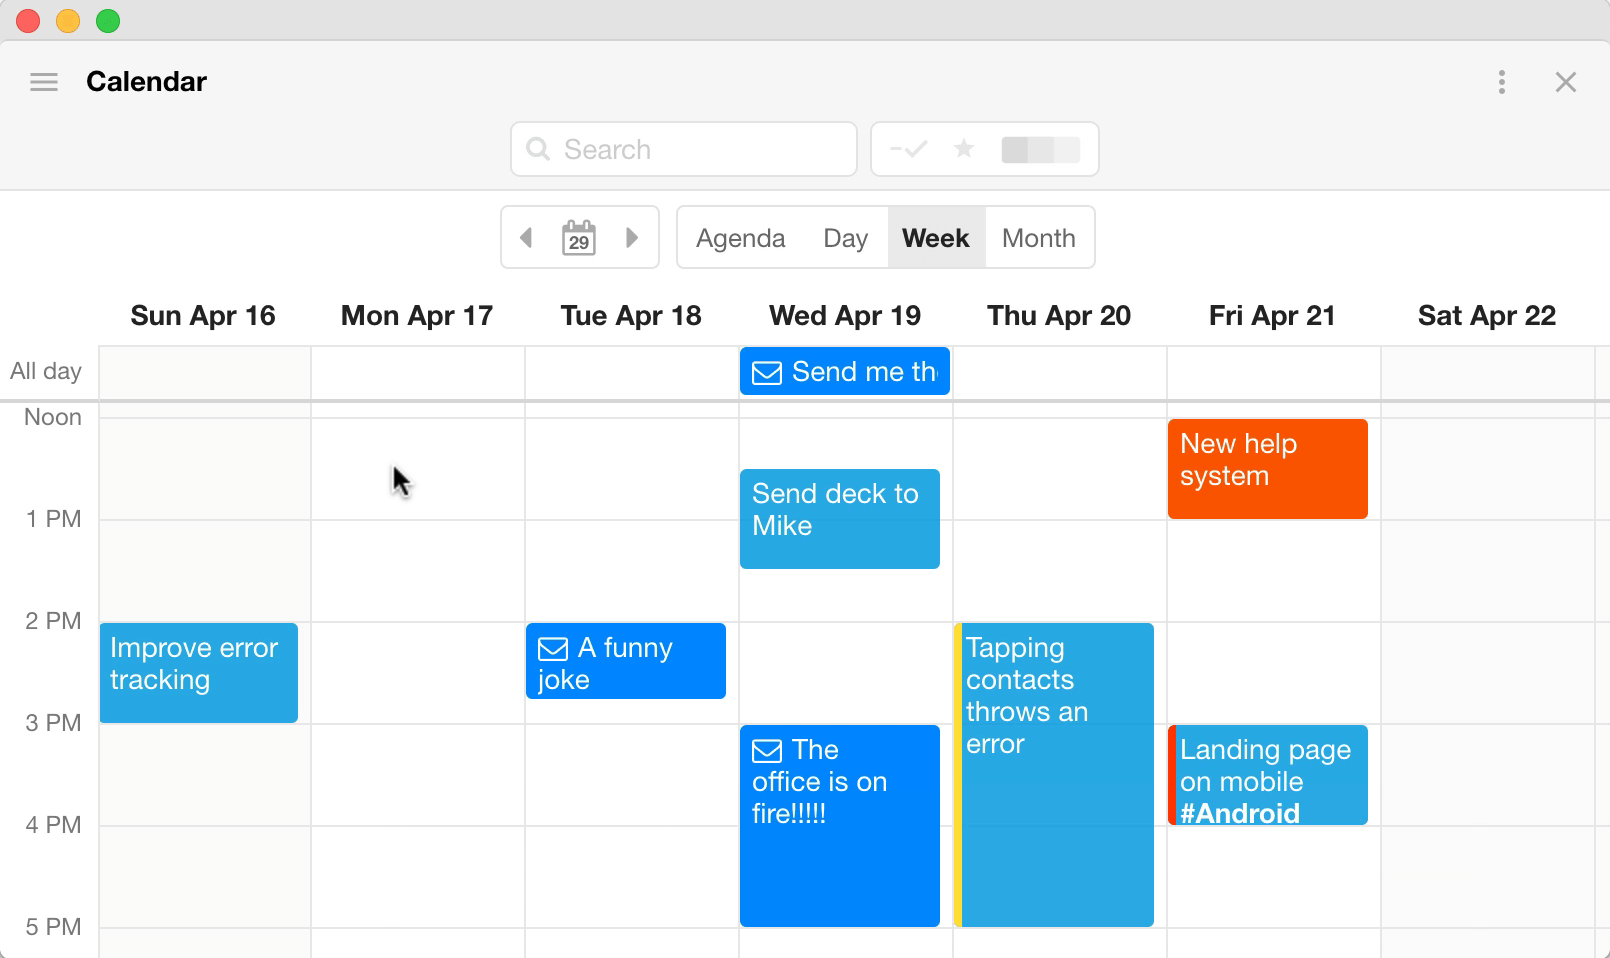 Calendar
Search
29
Agenda Day Week Month
Sun Apr 16 Mon Apr 17 Tue Apr 18 Wed Apr 19 Thu Apr 20 Fri Apr 21 Sat Apr 22
All day
Send me th
Noon
New help
system
Send deck to
Mike
1 PM
2 PM
Improve error
tracking
A funny
joke
Tapping
contacts
throws an
error
3 PM
The
office is on
fire!!!!!
Landing page
on mobile
#Android
4 PM
5 PM